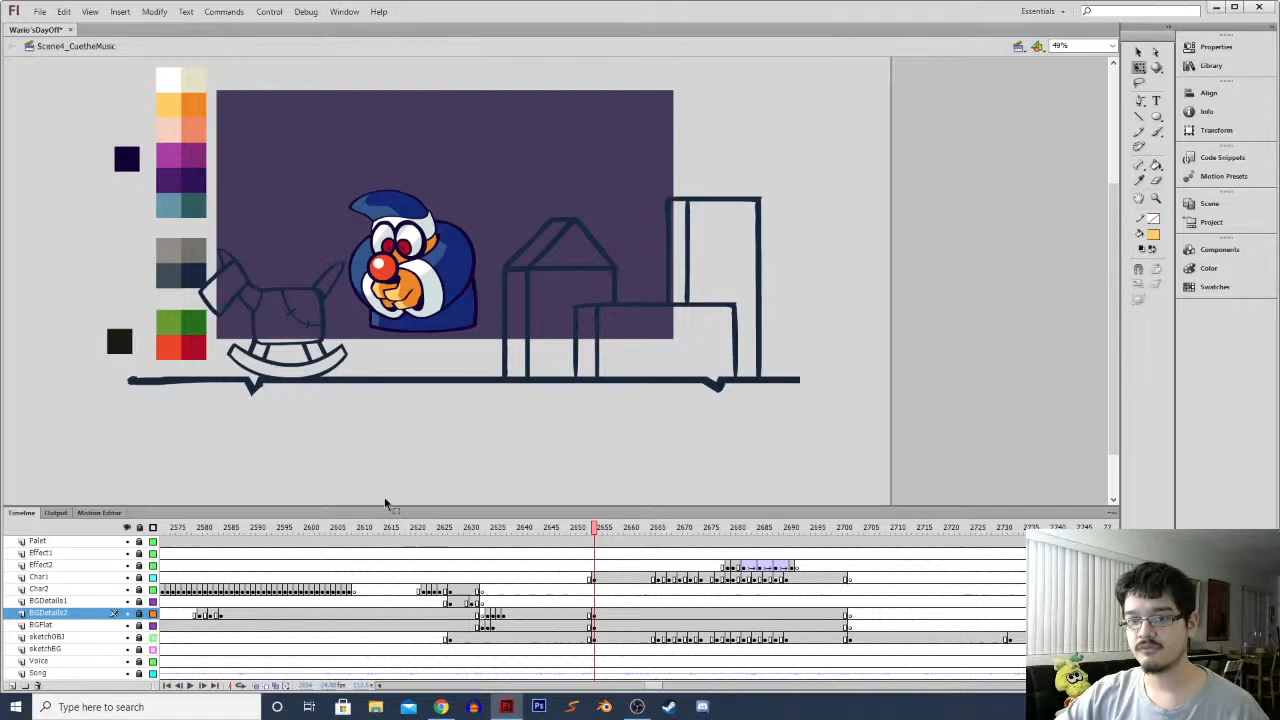 File Edit View Insert Modify Text Commands Control Debug Window Help
Essentials
Wario'sDayOff*
Scene4_CuetheMusic
49%
Properties
Library
Align
Info
Transform
Code Snippets
Motion Presets
Scene
Project
Components
Color
Swatches
Timeline Output Motion Editor
2575 2580 2585 2590 2595 2600 2605 2610 2615 2620 2625 2630 2635 2640 2645 2650 2655 2660 2665 2670 2675 2680 2685 2690 2695 2700 2705 2710 2715 2720 2725 2730 2735 2740 2745
Palet
Effect1
Effect2
Char1
Char2
BGDetails1
BGDetails2
BGFlat
sketchOBJ
sketchBG
Voice
Song
2654 24.00fps
Type here to search